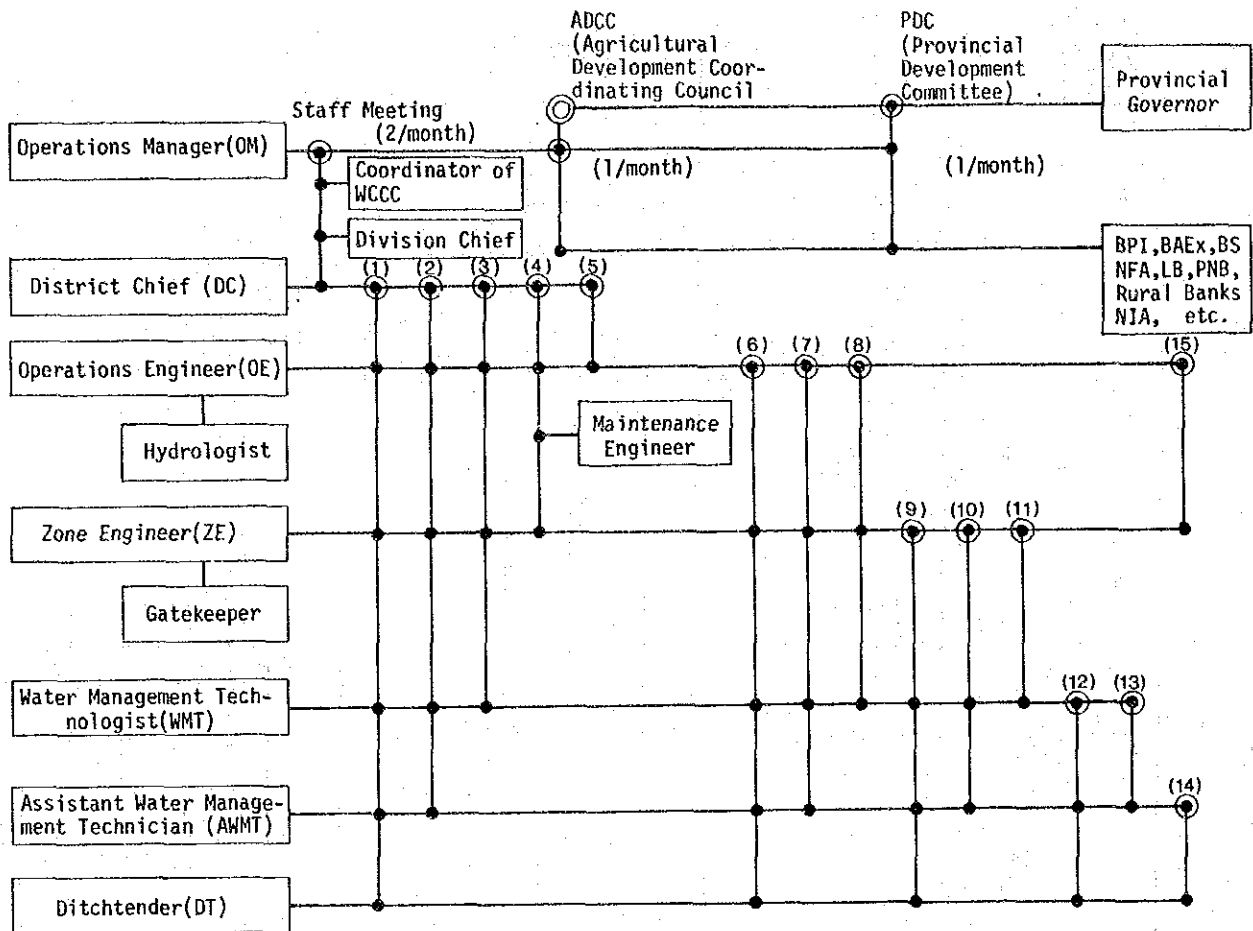 ADCC
(Agricultural
Development Coor-
dinating Council
PDC
(Provincial
Development
Committee)
Provincial
Governor
Staff Meeting
(2/month)
Operations Manager(OM)
(1/month)
(1/month)
Coordinator of
WCCC
Division Chief
BPI,BAEx,BS
NFA,LB,PNB,
Rural Banks
NIA, etc.
District Chief (DC)
(1) (2) (3) (4) (5)
Operations Engineer(OE)
(6) (7) (8) (15)
Maintenance
Engineer
Hydrologist
Zone Engineer(ZE)
(9) (10) (11)
Gatekeeper
Water Management Tech-
nologist(WMT)
(12) (13)
Assistant Water Manage-
ment Technician (AWMT)
(14)
Ditchtender(DT)